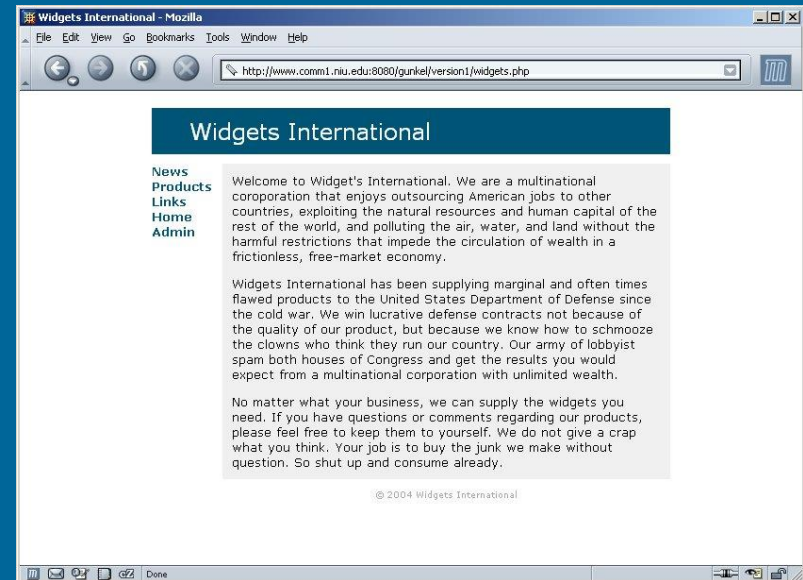 Widgets International - Mozilla
File Edit View Go Bookmarks Tools Window Help
http://www.comm1.niu.edu:8080/gunkel/version1/widgets.php
Widgets International
News
Products
Links
Home
Admin
Welcome to Widget's International. We are a multinational
coroporation that enjoys outsourcing American jobs to other
countries, exploiting the natural resources and human capital of the
rest of the world, and polluting the air, water, and land without the
harmful restrictions that impede the circulation of wealth in a
frictionless, free-market economy.
Widgets International has been supplying marginal and often times
flawed products to the United States Department of Defense since
the cold war. We win lucrative defense contracts not because of
the quality of our product, but because we know how to schmooze
the clowns who think they run our country. Our army of lobbyist
spam both houses of Congress and get the results you would
expect from a multinational corporation with unlimited wealth.
No matter what your business, we can supply the widgets you
need. If you have questions or comments regarding our products,
please feel free to keep them to yourself. We do not give a crap
what you think. Your job is to buy the junk we make without
question. So shut up and consume already.
© 2004 Widgets International
Done